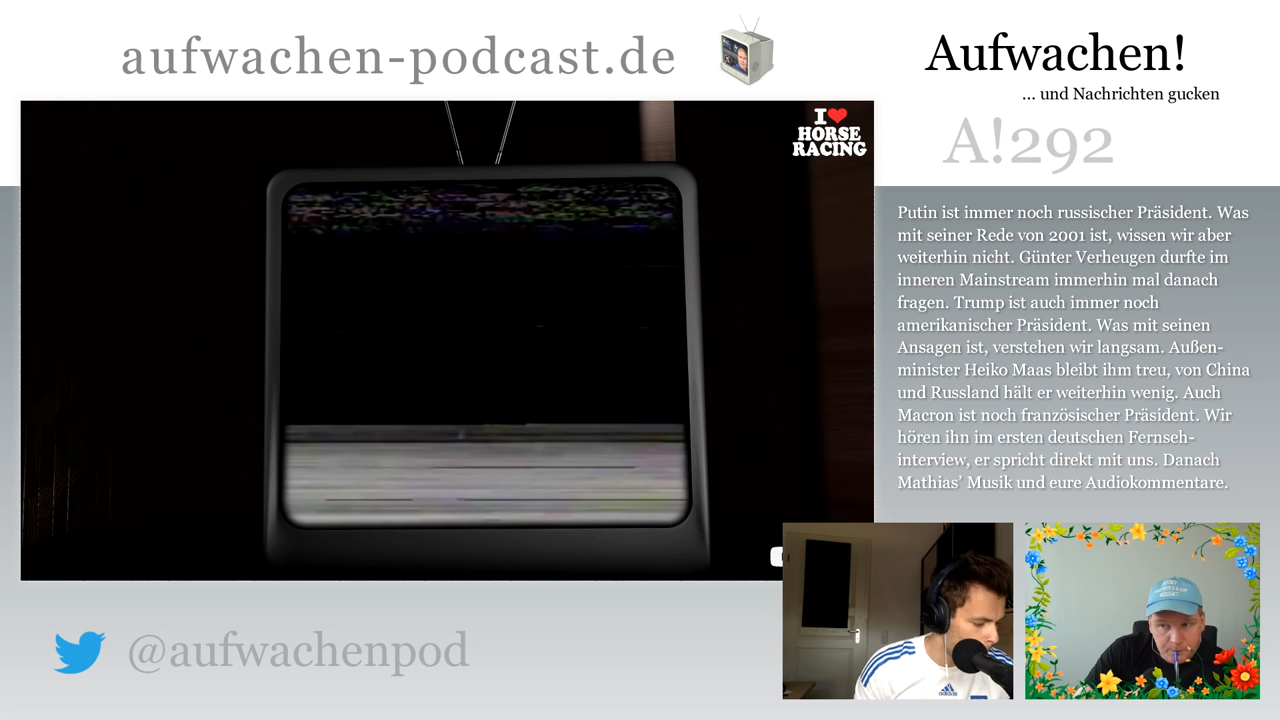 aufwachen-podcast.de
Aufwachen!
... und Nachrichten gucken
A!292
I
HORSE
RACING
Putin ist immer noch russischer Präsident. Was
mit seiner Rede von 2001 ist, wissen wir aber
weiterhin nicht. Günter Verheugen durfte im
inneren Mainstream immerhin mal danach
fragen. Trump ist auch immer noch
amerikanischer Präsident. Was mit seinen
Ansagen ist, verstehen wir langsam. Außen-
minister Heiko Maas bleibt ihm treu, von China
und Russland hält er weiterhin wenig. Auch
Macron ist noch französischer Präsident. Wir
hören ihn im ersten deutschen Fernseh-
interview, er spricht direkt mit uns. Danach
Mathias' Musik und eure Audiokommentare.
@aufwachenpod
adidas